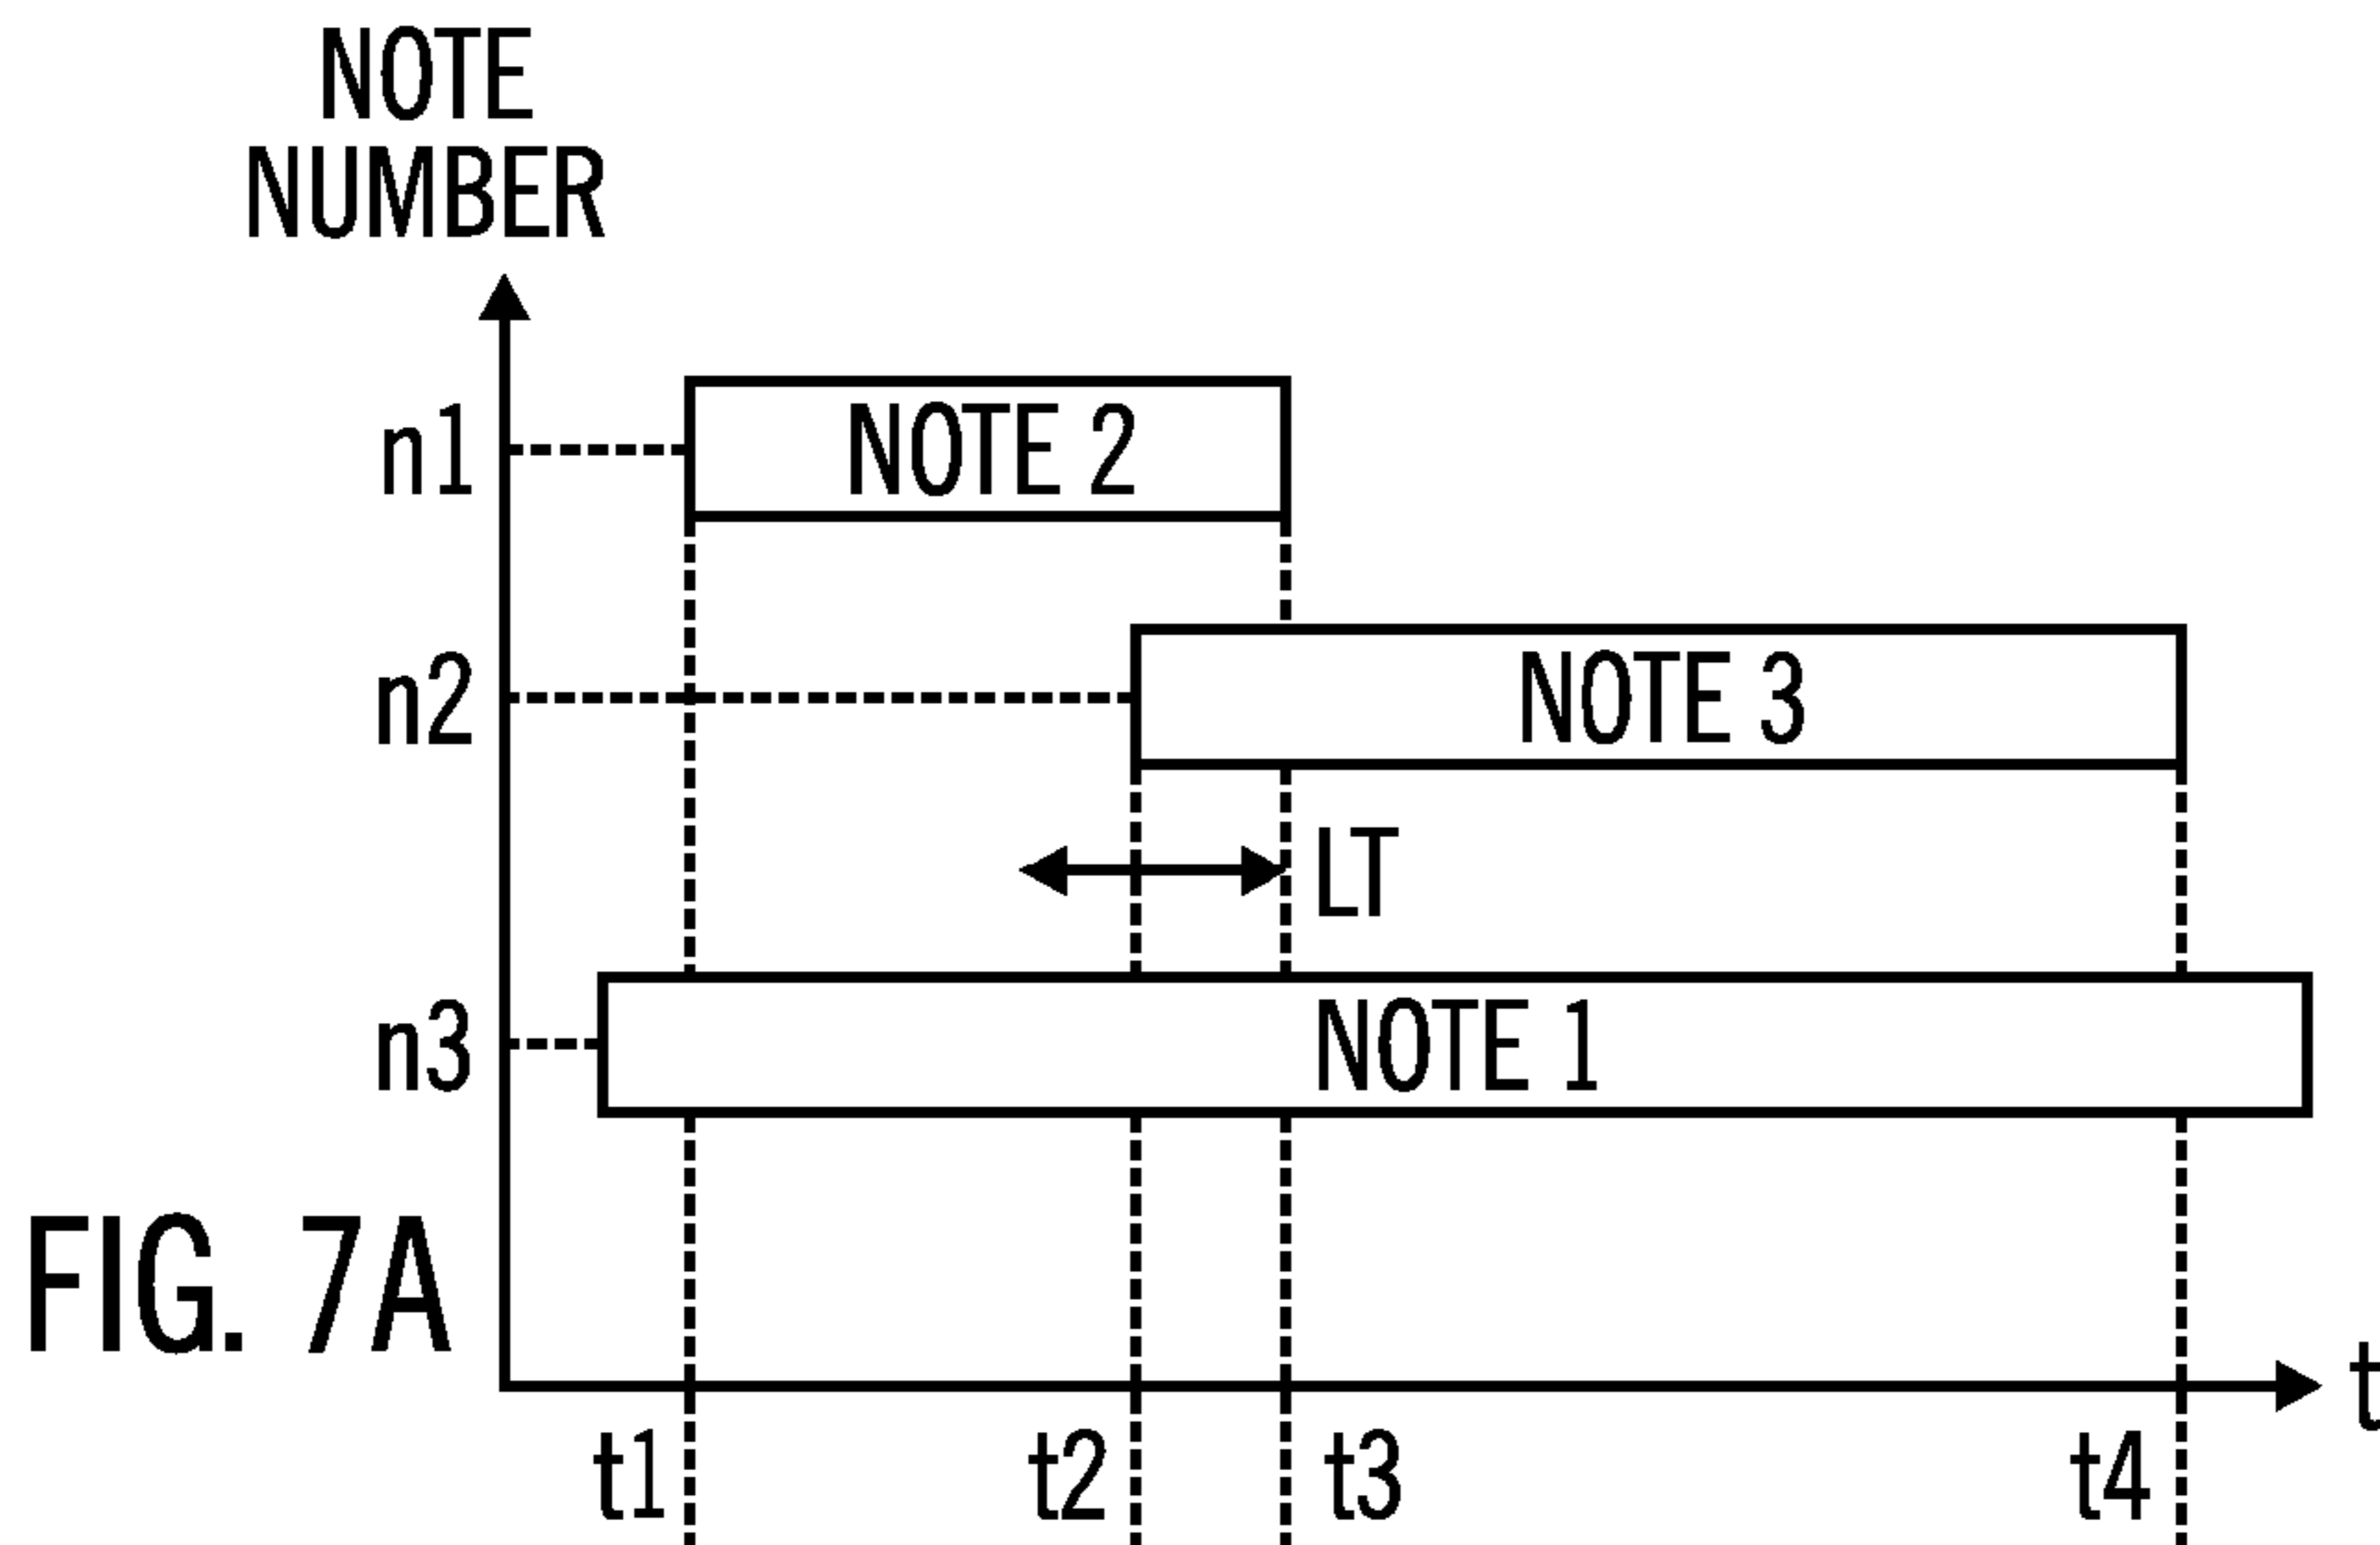 NOTE
NUMBER
n1
NOTE 2
n2
NOTE 3
LT
n3
NOTE 1
FIG. 7A
t
t1
t2
t3
t4